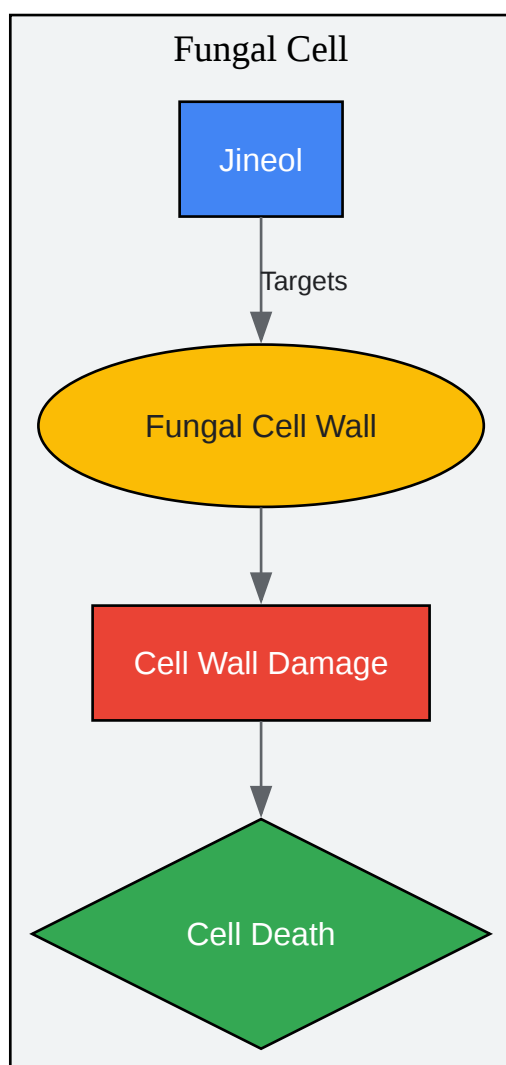 Fungal Cell
Jineol
Targets
Fungal Cell Wall
Cell Wall Damage
Cell Death